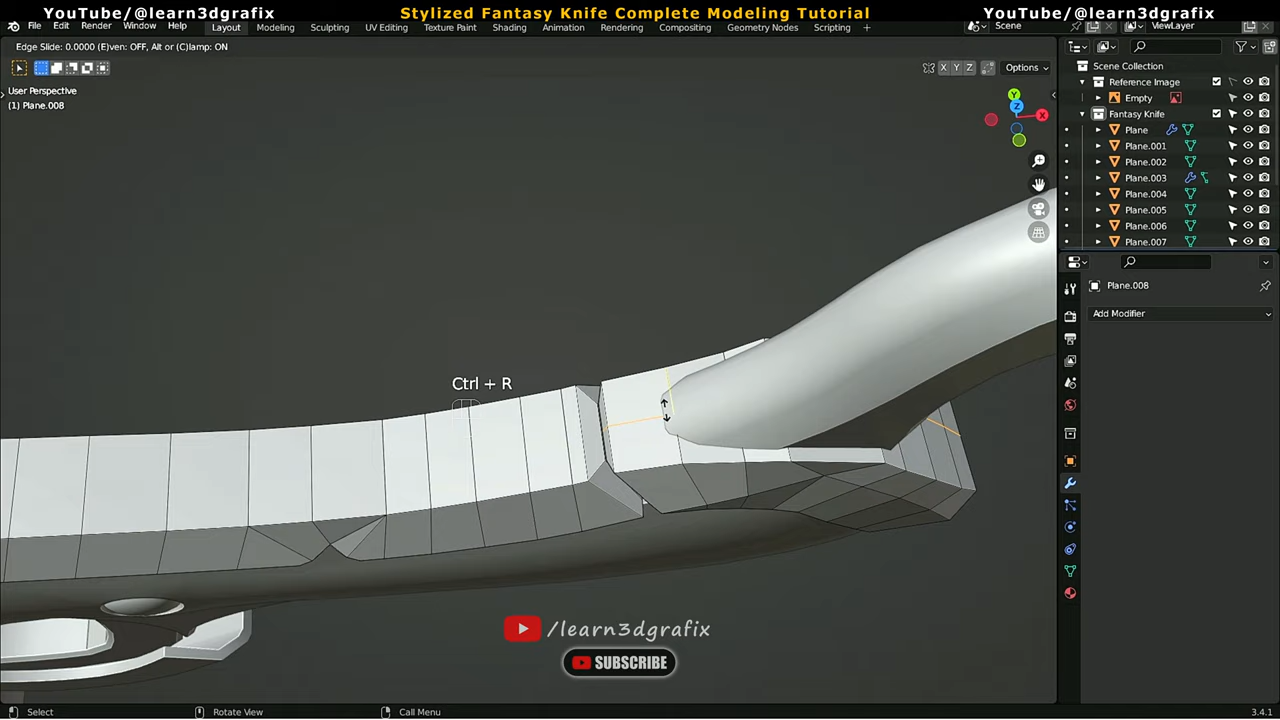 YouTube/@learn3dgrafix
Stylized Fantasy Knife Complete Modeling Tutorial
YouTube/@learn3dgrafix
File Edit Render Window Help
Layout Modeling Sculpting UV Editing Texture Paint Shading Animation Rendering Compositing Geometry Nodes Scripting +
Scene
ViewLayer
Edge Slide: 0.0000 (E)ven: OFF, Alt or (C)lamp: ON
X Y Z
Options
User Perspective
(1) Plane.008
Y
Z
X
Scene Collection
Reference Image
Empty
Fantasy Knife
Plane
Plane.001
Plane.002
Plane.003
Plane.004
Plane.005
Plane.006
Plane.007
Plane.008
Add Modifier
Ctrl + R
/learn3dgrafix
SUBSCRIBE
Select
Rotate View
Call Menu
3.4.1